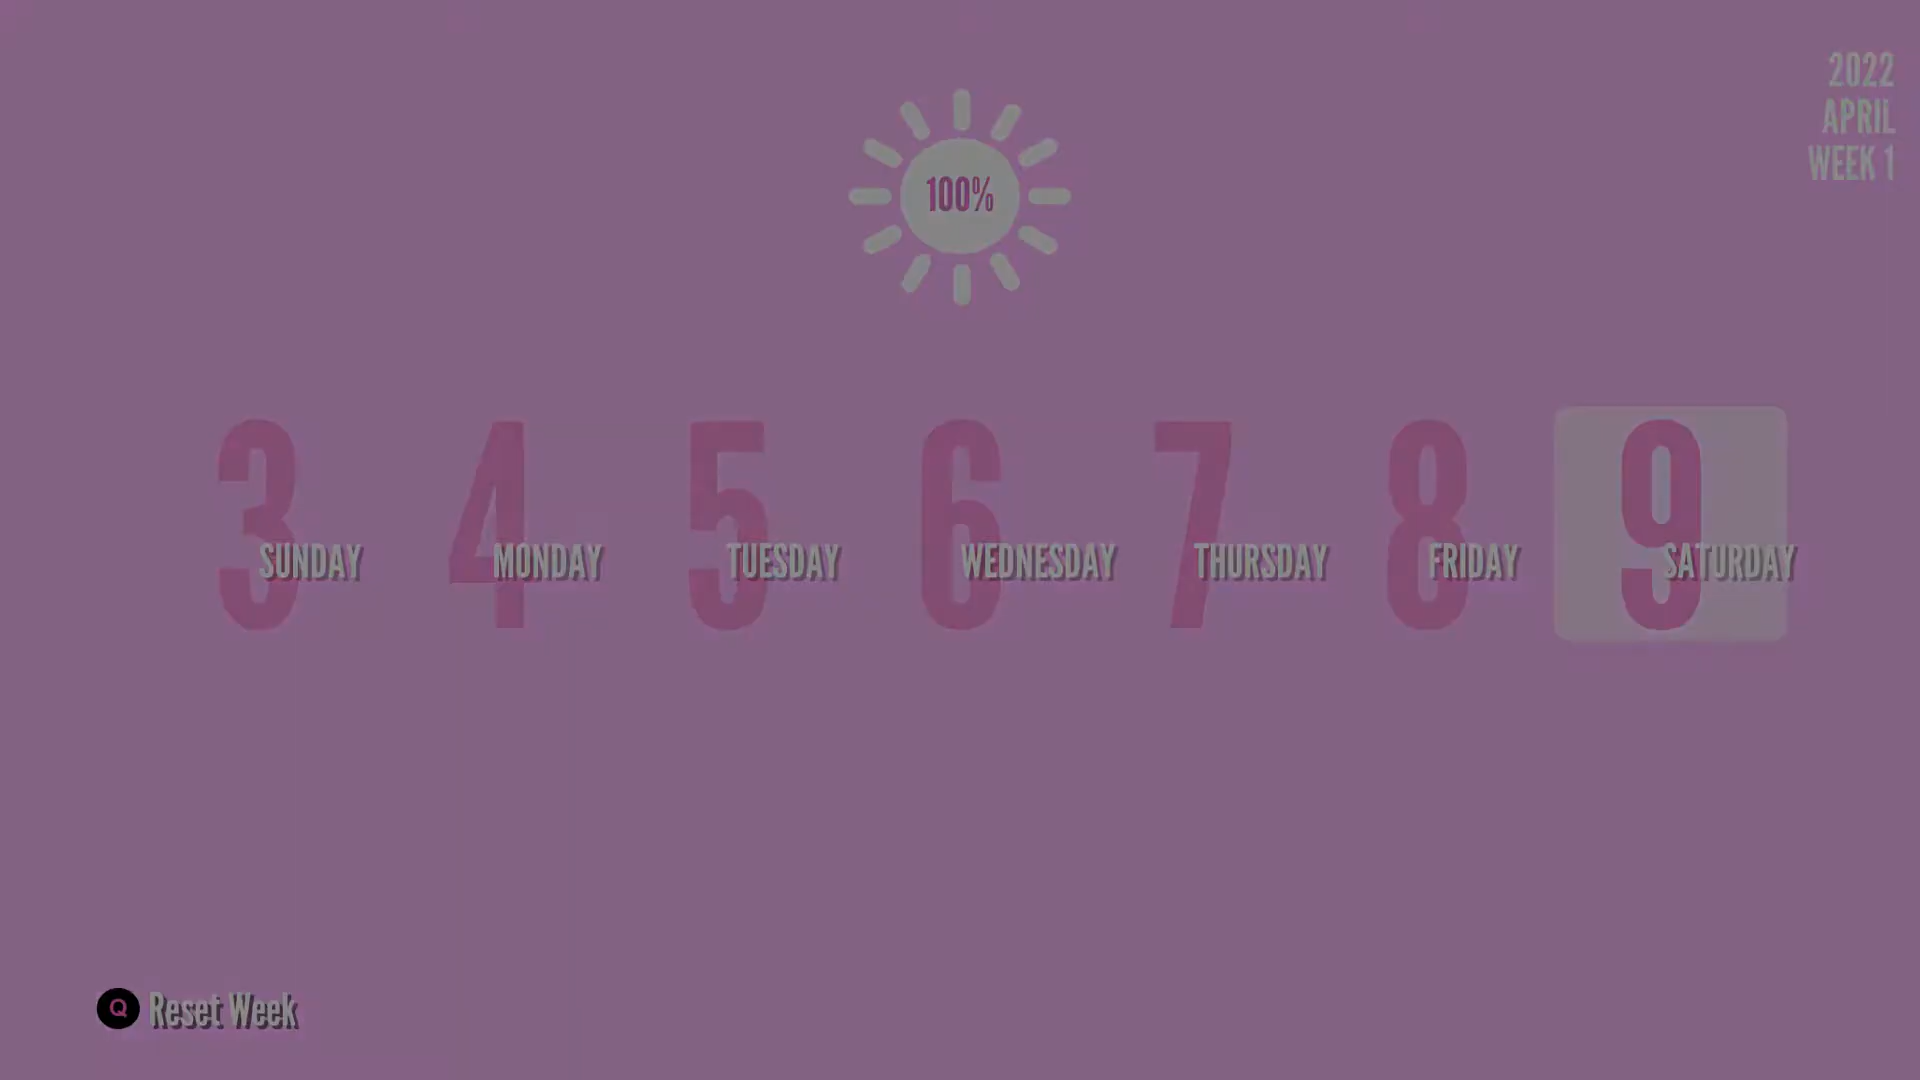 2022
APRIL
WEEK 1
100%
3 4 5 6 7 8 9
SUNDAY MONDAY TUESDAY WEDNESDAY THURSDAY FRIDAY SATURDAY
Q Reset Week